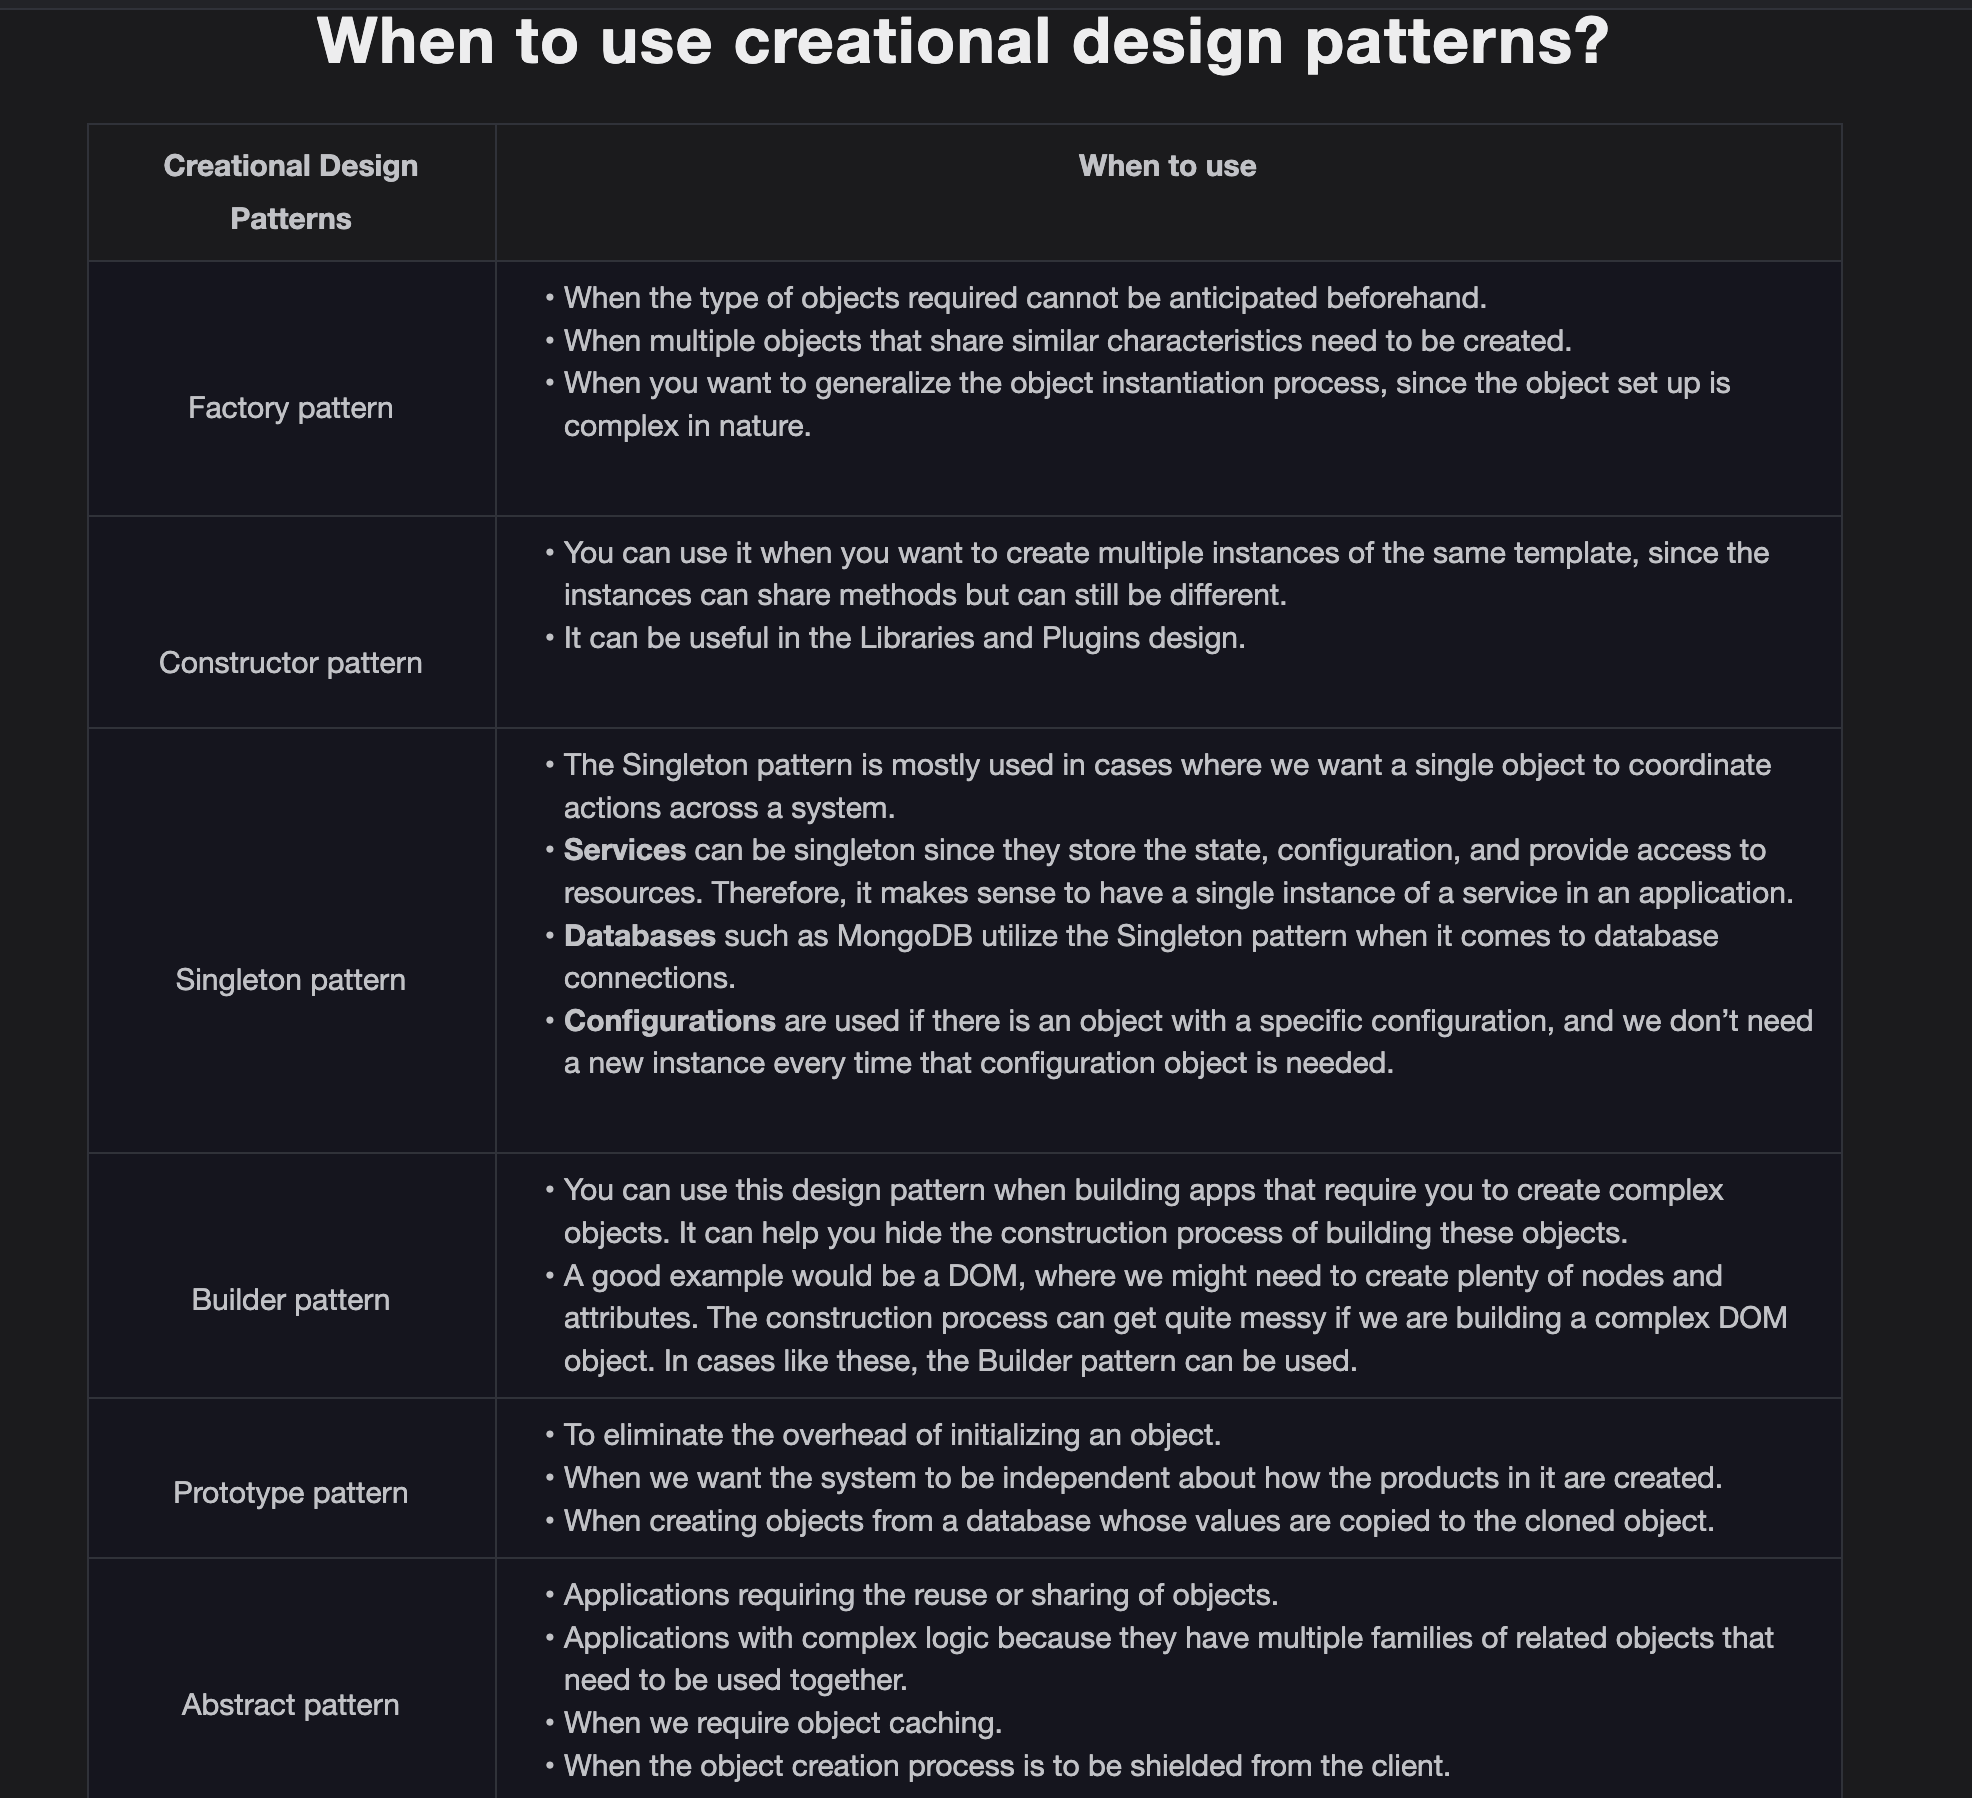 When to use creational design patterns?
Creational Design
Patterns
When to use
Factory pattern
• When the type of objects required cannot be anticipated beforehand.
• When multiple objects that share similar characteristics need to be created.
• When you want to generalize the object instantiation process, since the object set up is
complex in nature.
Constructor pattern
• You can use it when you want to create multiple instances of the same template, since the
instances can share methods but can still be different.
• It can be useful in the Libraries and Plugins design.
Singleton pattern
• The Singleton pattern is mostly used in cases where we want a single object to coordinate
actions across a system.
• Services can be singleton since they store the state, configuration, and provide access to
resources. Therefore, it makes sense to have a single instance of a service in an application.
• Databases such as MongoDB utilize the Singleton pattern when it comes to database
connections.
• Configurations are used if there is an object with a specific configuration, and we don’t need
a new instance every time that configuration object is needed.
Builder pattern
• You can use this design pattern when building apps that require you to create complex
objects. It can help you hide the construction process of building these objects.
• A good example would be a DOM, where we might need to create plenty of nodes and
attributes. The construction process can get quite messy if we are building a complex DOM
object. In cases like these, the Builder pattern can be used.
Prototype pattern
• To eliminate the overhead of initializing an object.
• When we want the system to be independent about how the products in it are created.
• When creating objects from a database whose values are copied to the cloned object.
Abstract pattern
• Applications requiring the reuse or sharing of objects.
• Applications with complex logic because they have multiple families of related objects that
need to be used together.
• When we require object caching.
• When the object creation process is to be shielded from the client.